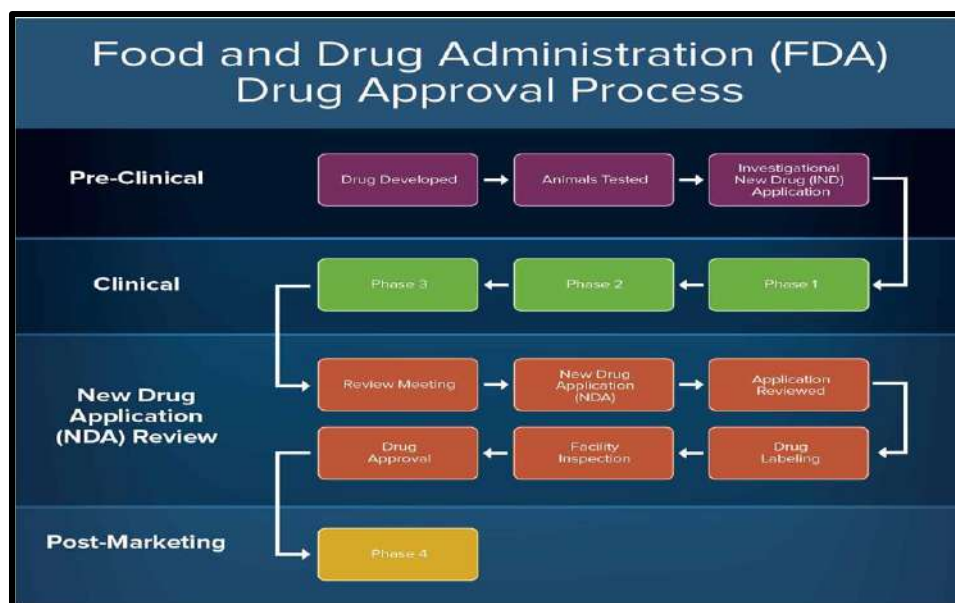 Food and Drug Administration (FDA)
Drug Approval Process
Pre-Clinical
Drug Developed
Animals Tested
Investigational
New Drug (IND)
Application
Clinical
Phase 3
Phase 2
Phase 1
New Drug
Application
(NDA) Review
Review Meeting
New Drug
Application
(NDA)
Application
Reviewed
Drug
Approval
Facility
Inspection
Drug
Labeling
Post-Marketing
Phase 4